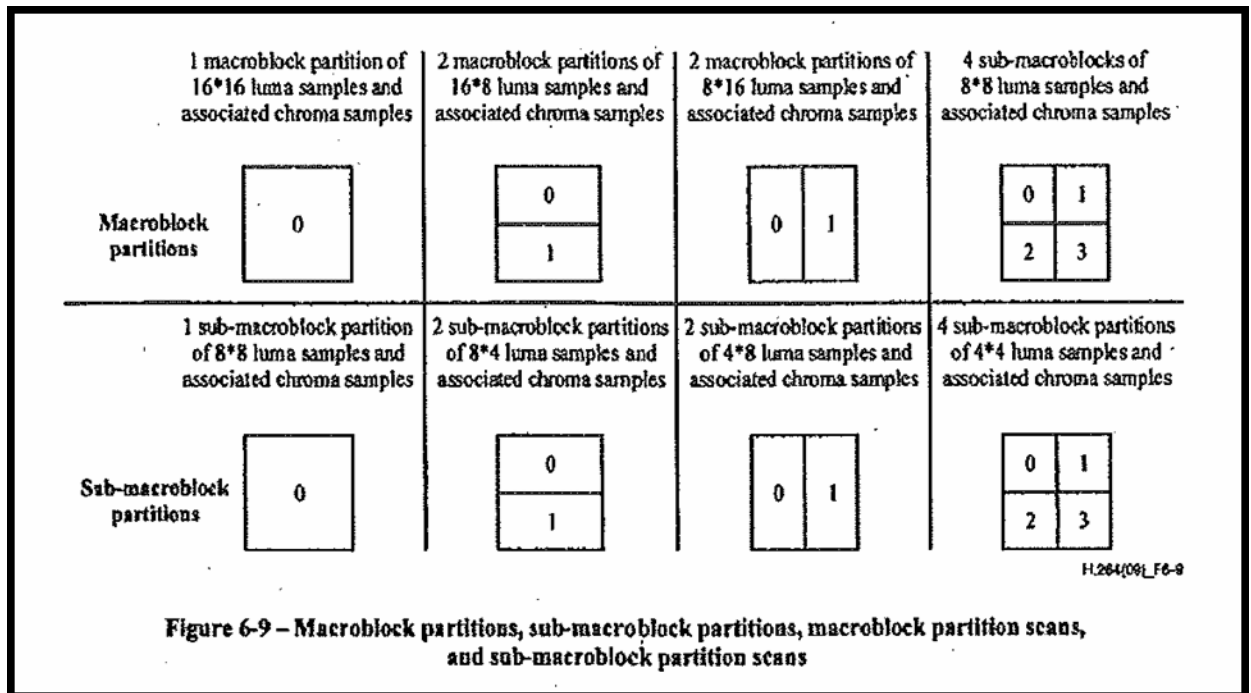 1 macroblock partition of
16*16 luma samples and
associated chroma samples
2 macroblock partitions of
16*8 luma samples and
associated chroma samples
2 macroblock partitions of
8*16 luma samples and
associated chroma samples
4 sub-macroblocks of
8*8 luma samples and
associated chroma samples
Macroblock
partitions
0
0
1
0 1
0 1
2 3
1 sub-macroblock partition
of 8*8 luma samples and
associated chroma samples
2 sub-macroblock partitions
of 8*4 luma samples and
associated chroma samples
2 sub-macroblock partitions
of 4*8 luma samples and
associated chroma samples
4 sub-macroblock partitions
of 4*4 luma samples and
associated chroma samples
Sub-macroblock
partitions
0
0
1
0 1
0 1
2 3
H.264(09)_F6-9
Figure 6-9 – Macroblock partitions, sub-macroblock partitions, macroblock partition scans,
and sub-macroblock partition scans